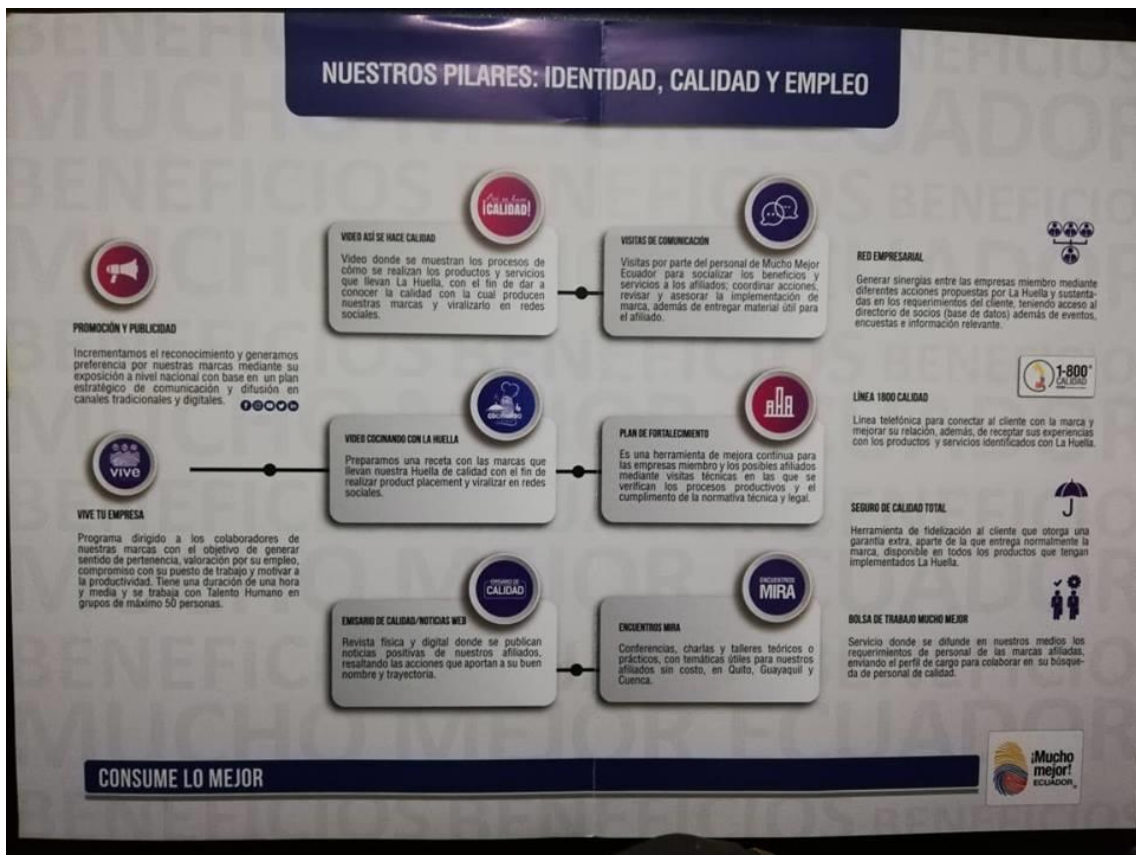 NUESTROS PILARES: IDENTIDAD, CALIDAD Y EMPLEO
PROMOCIÓN Y PUBLICIDAD
Incrementamos el reconocimiento y generamos
preferencia por nuestras marcas mediante su
exposición a nivel nacional con base en un plan
estratégico de comunicación y difusión en
canales tradicionales y digitales.
vive
VIVE TU EMPRESA
Programa dirigido a los colaboradores de
nuestras marcas con el objetivo de generar
sentido de pertenencia, valoración por su empleo,
compromiso con su puesto de trabajo y motivar a
la productividad. Tiene una duración de una hora
y media y se trabaja con Talento Humano en
grupos de máximo 50 personas.
¡CALIDAD!
VIDEO ASÍ SE HACE CALIDAD
Video donde se muestran los procesos de
cómo se realizan los productos y servicios
que llevan La Huella, con el fin de dar a
conocer la calidad con la cual producen
nuestras marcas y viralizarlo en redes
sociales.
VIDEO COCINANDO CON LA HUELLA
Preparamos una receta con las marcas que
llevan nuestra Huella de calidad con el fin de
realizar product placement y viralizar en redes
sociales.
EMISARIO DE
CALIDAD
EMISARIO DE CALIDAD/NOTICIAS WEB
Revista física y digital donde se publican
noticias positivas de nuestros afiliados,
resaltando las acciones que aportan a su buen
nombre y trayectoria.
VISITAS DE COMUNICACIÓN
Visitas por parte del personal de Mucho Mejor
Ecuador para socializar los beneficios y
servicios a los afiliados; coordinar acciones,
revisar y asesorar la implementación de
marca, además de entregar material útil para
el afiliado.
PLAN DE FORTALECIMIENTO
Es una herramienta de mejora continua para
las empresas miembro y los posibles afiliados
mediante visitas técnicas en las que se
verifican los procesos productivos y el
cumplimento de la normativa técnica y legal.
ENCUENTROS
MIRA
ENCUENTROS MIRA
Conferencias, charlas y talleres teóricos o
prácticos, con temáticas útiles para nuestros
afiliados sin costo, en Quito, Guayaquil y
Cuenca.
RED EMPRESARIAL
Generar sinergias entre las empresas miembro mediante
diferentes acciones propuestas por La Huella y sustenta-
das en los requerimientos del cliente, teniendo acceso al
directorio de socios (base de datos) además de eventos,
encuestas e información relevante.
1-800
CALIDAD
LÍNEA 1800 CALIDAD
Línea telefónica para conectar al cliente con la marca y
mejorar su relación, además, de receptar sus experiencias
con los productos y servicios identificados con La Huella.
SEGURO DE CALIDAD TOTAL
Herramienta de fidelización al cliente que otorga una
garantía extra, aparte de la que entrega normalmente la
marca, disponible en todos los productos que tengan
implementados La Huella.
BOLSA DE TRABAJO MUCHO MEJOR
Servicio donde se difunde en nuestros medios los
requerimientos de personal de las marcas afiliadas,
enviando el perfil de cargo para colaborar en su búsque-
da de personal de calidad.
CONSUME LO MEJOR
¡Mucho
mejor!
ECUADOR